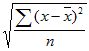 √(∑(x-x̅)² / n)